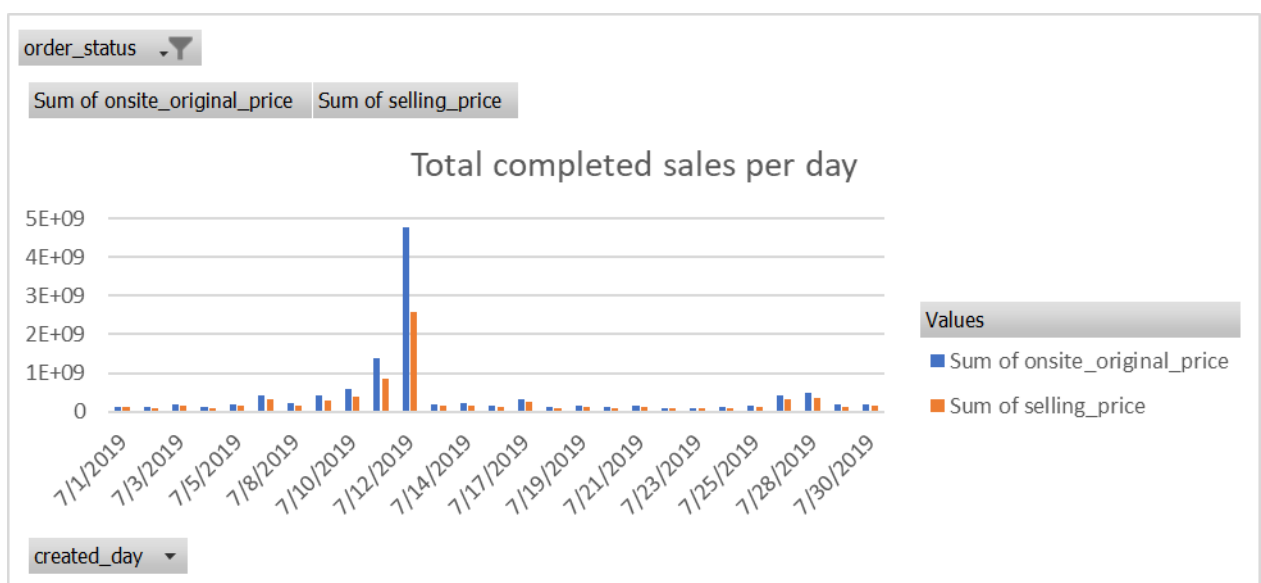 order_status
Sum of onsite_original_price Sum of selling_price
Total completed sales per day
5E+09
4E+09
3E+09
2E+09
1E+09
0
7/1/2019 7/3/2019 7/5/2019 7/8/2019 7/10/2019 7/12/2019 7/14/2019 7/17/2019 7/19/2019 7/21/2019 7/23/2019 7/25/2019 7/28/2019 7/30/2019
Values
Sum of onsite_original_price
Sum of selling_price
created_day